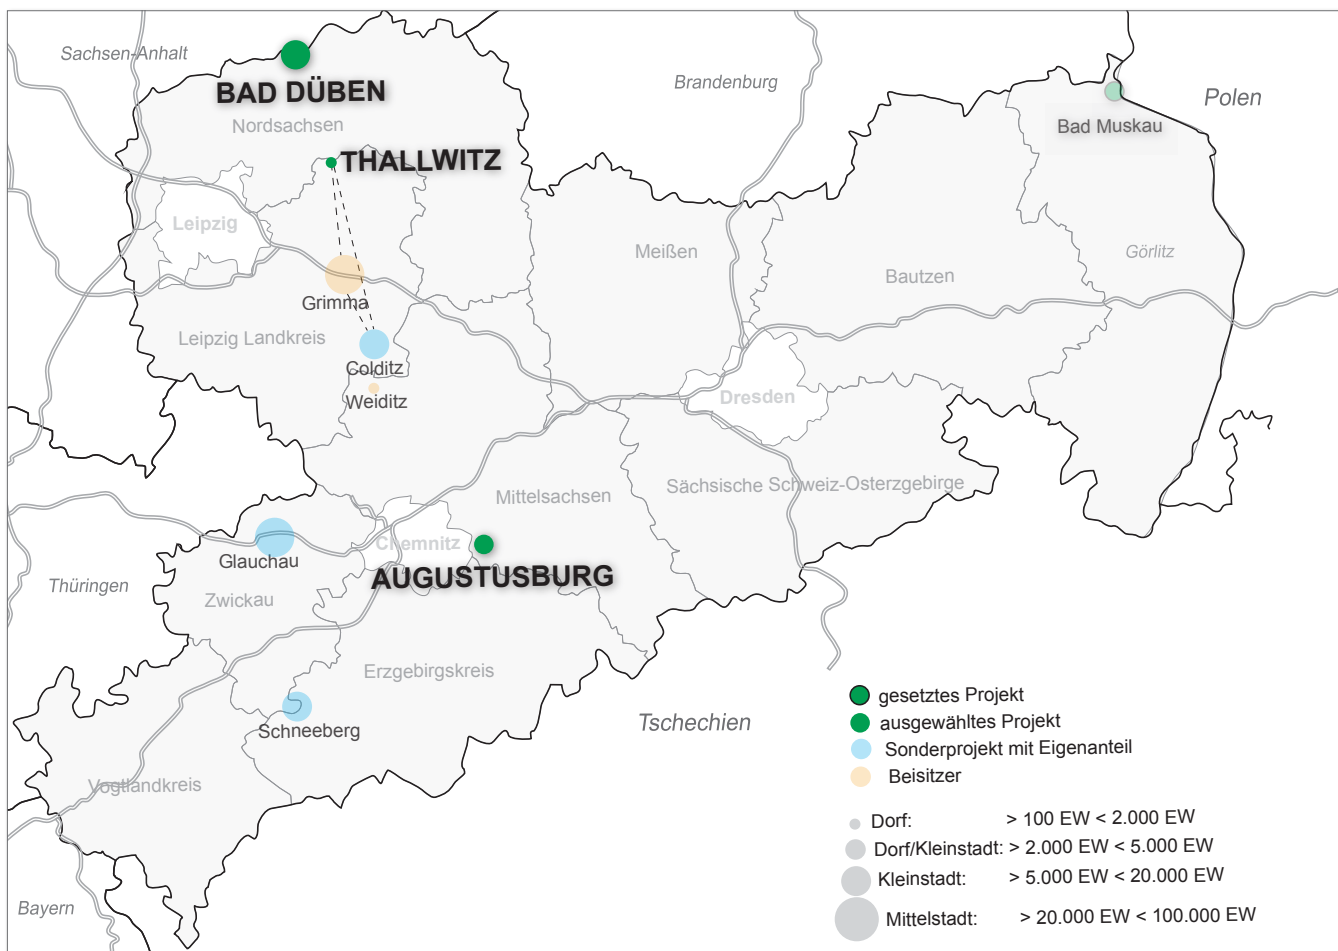 Sachsen-Anhalt
Brandenburg
Polen
BAD DÜBEN
Nordsachsen
Bad Muskau
THALLWITZ
Leipzig
Meißen
Görlitz
Bautzen
Grimma
Leipzig Landkreis
Colditz
Weiditz
Dresden
Sächsische Schweiz-Osterzgebirge
Mittelsachsen
Chemnitz
Glauchau
AUGUSTUSBURG
Thüringen
Zwickau
Erzgebirgskreis
Schneeberg
Tschechien
Vogtlandkreis
Bayern
gesetztes Projekt
ausgewähltes Projekt
Sonderprojekt mit Eigenanteil
Beisitzer
Dorf: > 100 EW < 2.000 EW
Dorf/Kleinstadt: > 2.000 EW < 5.000 EW
Kleinstadt: > 5.000 EW < 20.000 EW
Mittelstadt: > 20.000 EW < 100.000 EW